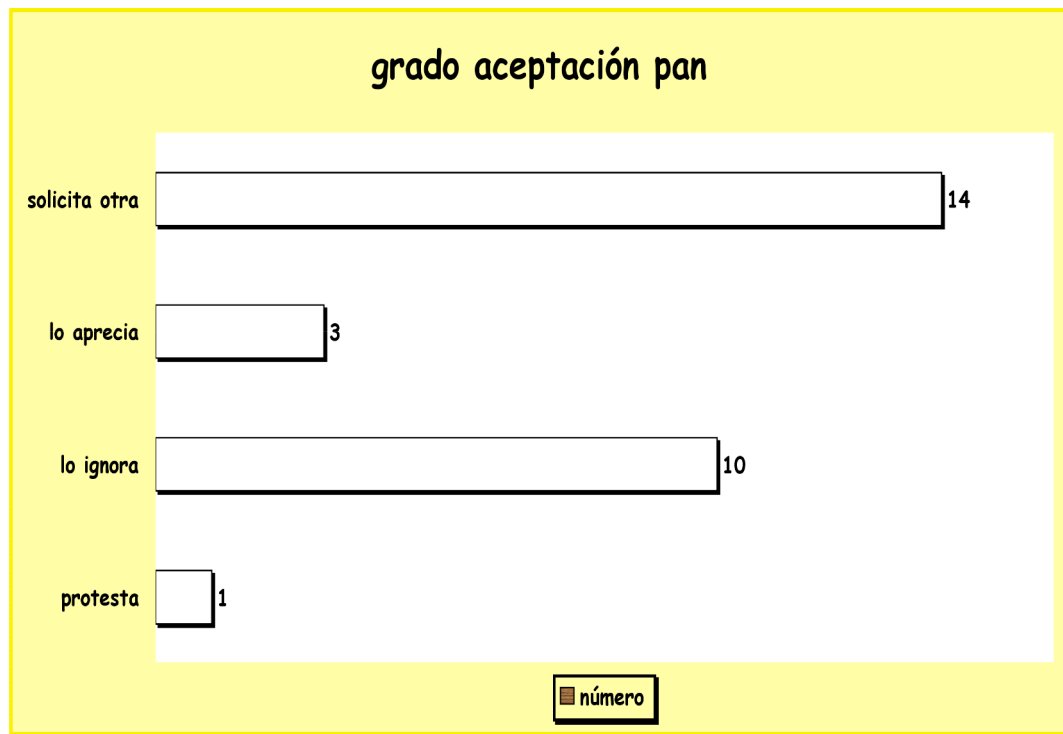 grado aceptación pan
solicita otra 14
lo aprecia 3
lo ignora 10
protesta 1
número